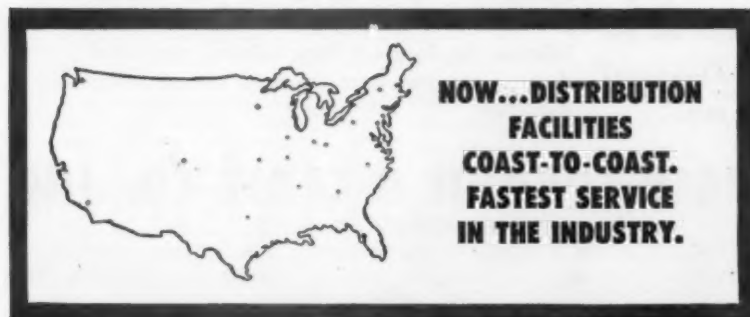 NOW...DISTRIBUTION
FACILITIES
COAST-TO-COAST.
FASTEST SERVICE
IN THE INDUSTRY.